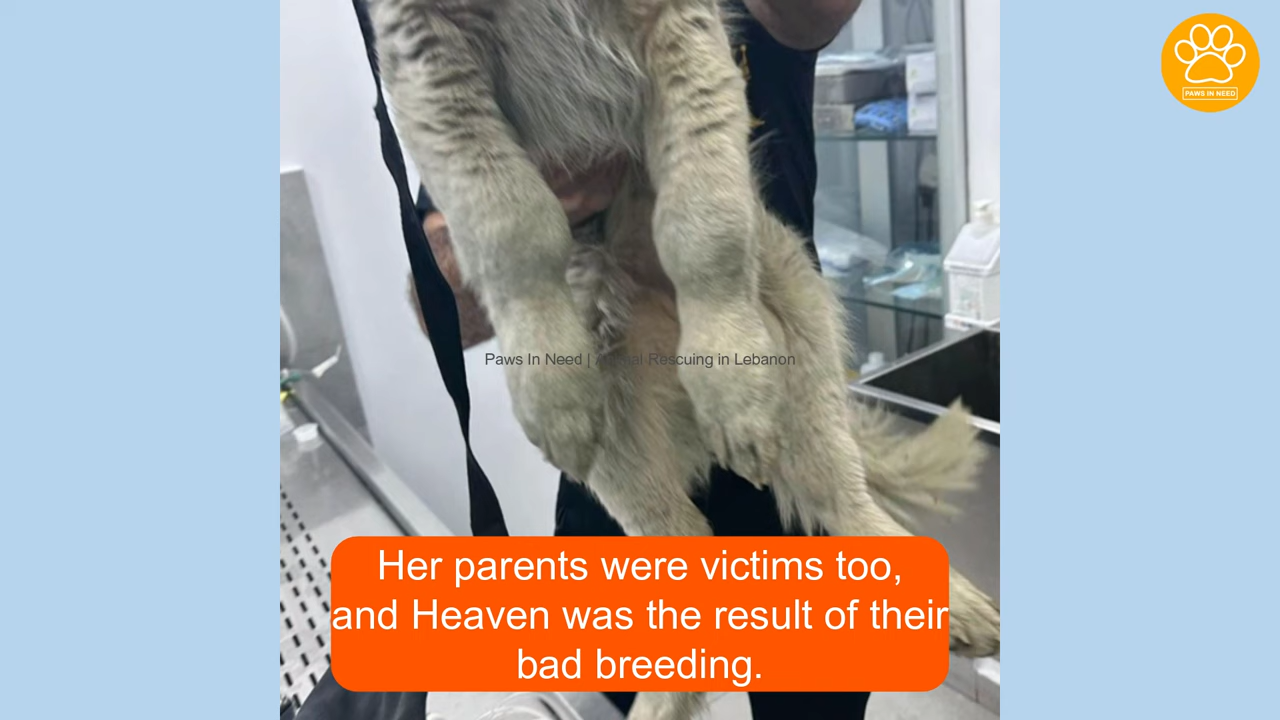 PAWS IN NEED
Paws In Need | Animal Rescuing in Lebanon
Her parents were victims too,
and Heaven was the result of their
bad breeding.